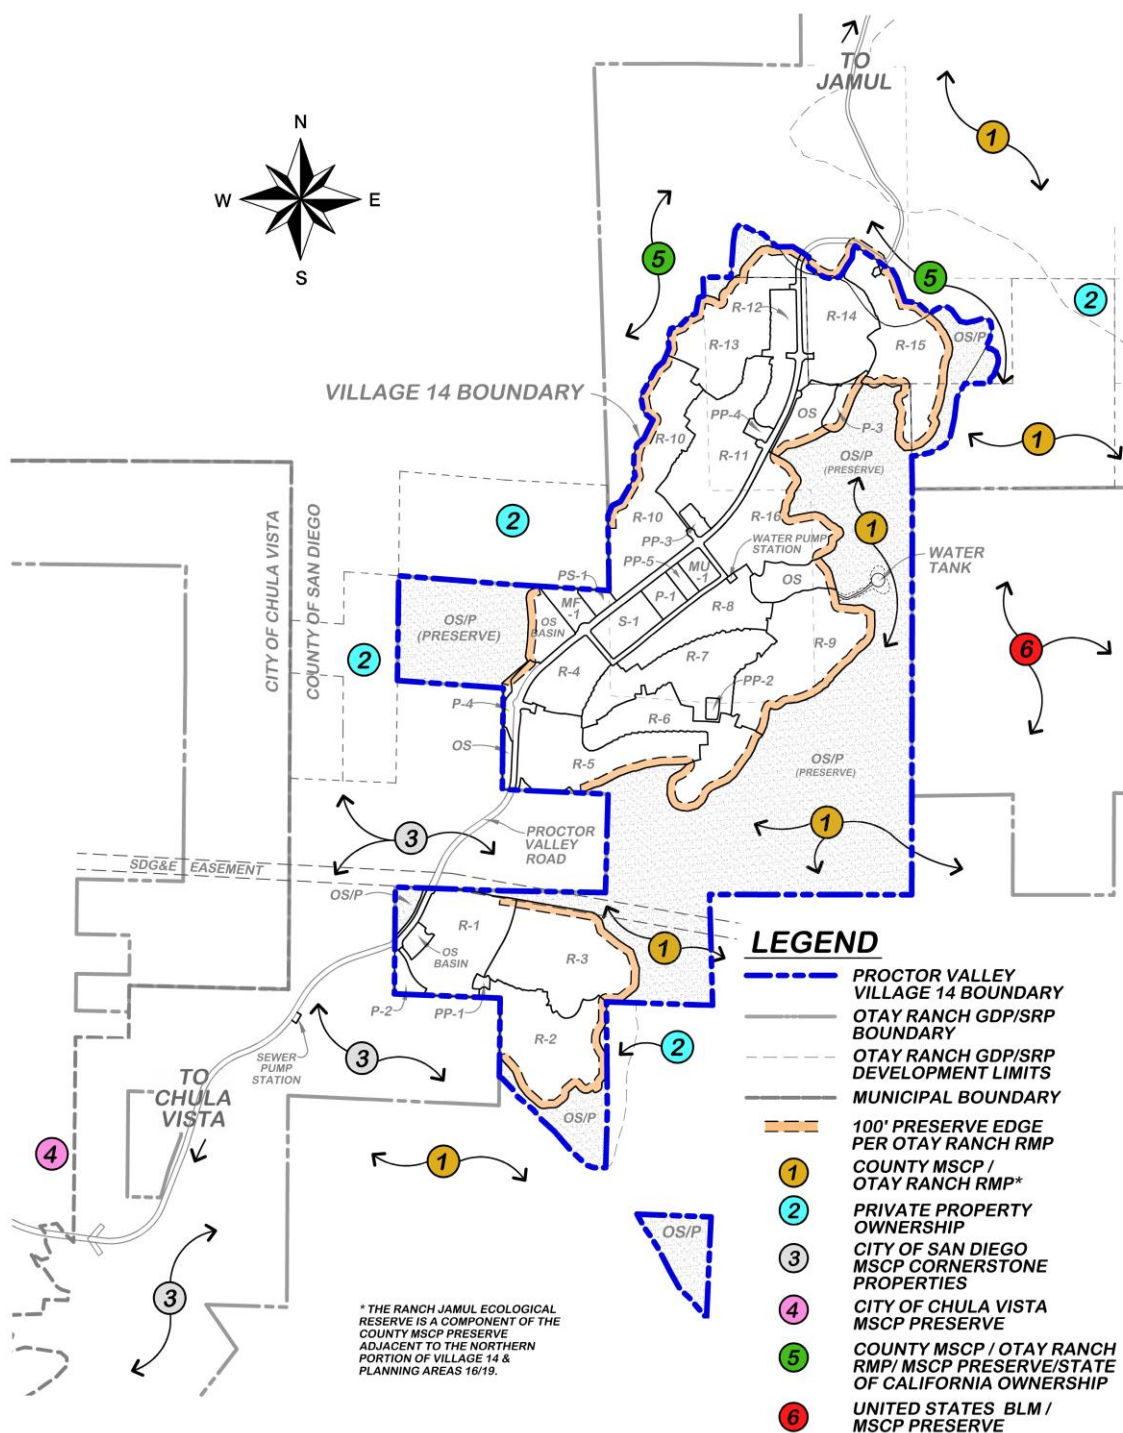 TO
JAMUL
N
W
E
S
1
5
5
2
R-12
R-14
R-13
R-15
OS/P
VILLAGE 14 BOUNDARY
PP-4
OS
P-3
R-10
R-11
1
OS/P
(PRESERVE)
CITY OF CHULA VISTA
COUNTY OF SAN DIEGO
2
R-10
R-16
1
PP-3
WATER PUMP
STATION
WATER
TANK
PP-5
MU
-1
PS-1
P-1
OS
MF
-1
OS/P
(PRESERVE)
OS
BASIN
S-1
R-8
R-9
6
2
R-4
R-7
PP-2
P-4
R-6
OS
R-5
OS/P
(PRESERVE)
3
PROCTOR
VALLEY
ROAD
1
SDG&E EASEMENT
OS/P
R-1
1
OS
BASIN
R-3
P-2
PP-1
R-2
2
3
SEWER
PUMP
STATION
TO
CHULA
VISTA
OS/P
4
1
OS/P
3
* THE RANCH JAMUL ECOLOGICAL
RESERVE IS A COMPONENT OF THE
COUNTY MSCP PRESERVE
ADJACENT TO THE NORTHERN
PORTION OF VILLAGE 14 &
PLANNING AREAS 16/19.
LEGEND
PROCTOR VALLEY
VILLAGE 14 BOUNDARY
OTAY RANCH GDP/SRP
BOUNDARY
OTAY RANCH GDP/SRP
DEVELOPMENT LIMITS
MUNICIPAL BOUNDARY
100' PRESERVE EDGE
PER OTAY RANCH RMP
1
COUNTY MSCP /
OTAY RANCH RMP*
2
PRIVATE PROPERTY
OWNERSHIP
3
CITY OF SAN DIEGO
MSCP CORNERSTONE
PROPERTIES
4
CITY OF CHULA VISTA
MSCP PRESERVE
5
COUNTY MSCP / OTAY RANCH
RMP/ MSCP PRESERVE/STATE
OF CALIFORNIA OWNERSHIP
6
UNITED STATES BLM /
MSCP PRESERVE